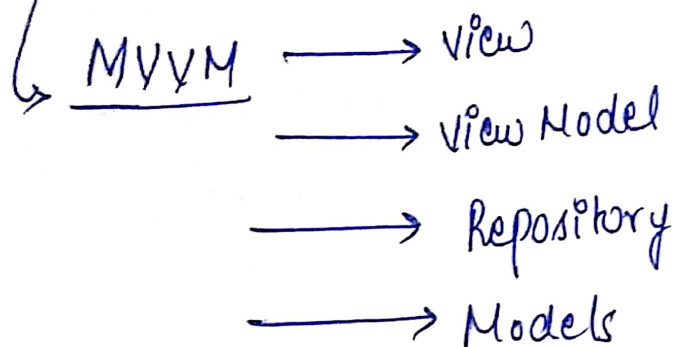 MVVM → View
→ View Model
→ Repository
→ Models